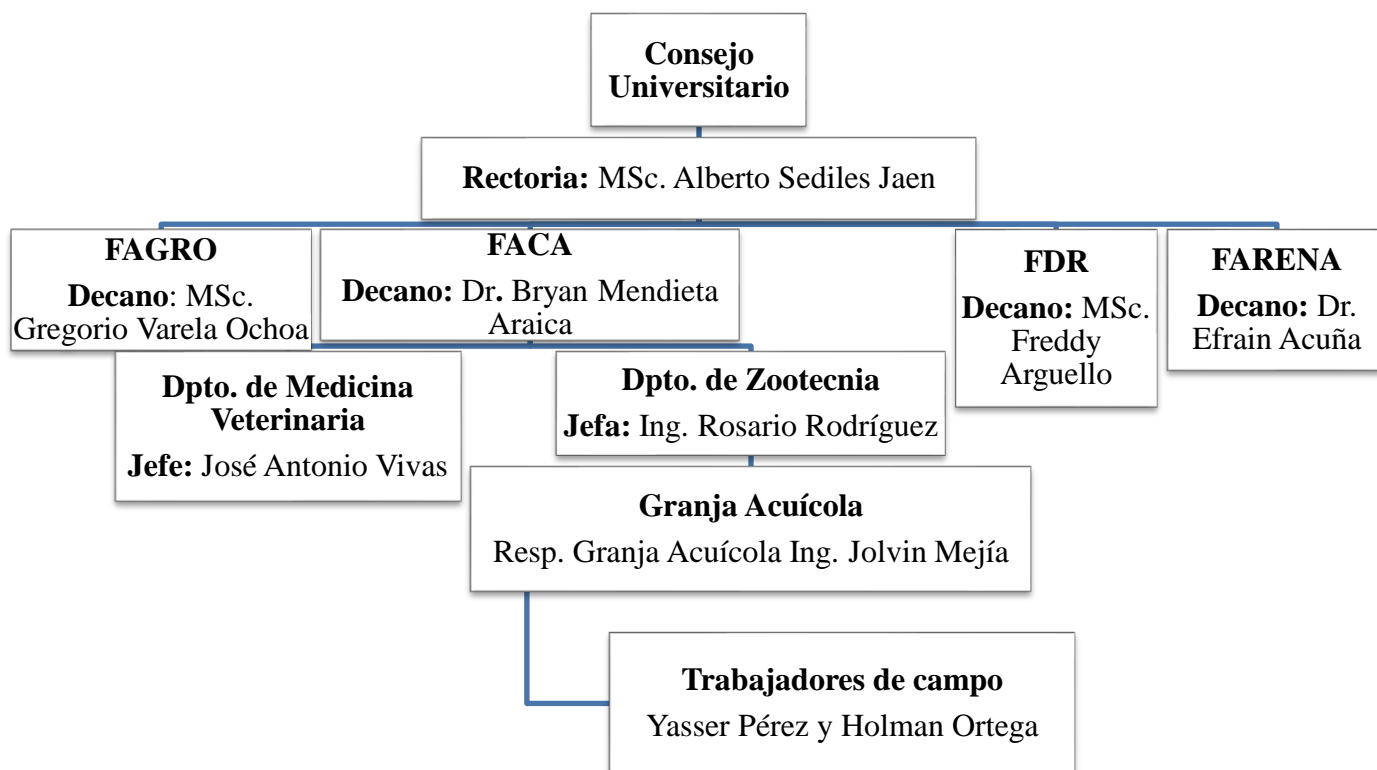 Consejo
Universitario
Rectoria: MSc. Alberto Sediles Jaen
FAGRO
Decano: MSc.
Gregorio Varela Ochoa
FACA
Decano: Dr. Bryan Mendieta
Araica
FDR
Decano: MSc.
Freddy
Arguello
FARENA
Decano: Dr.
Efrain Acuña
Dpto. de Medicina
Veterinaria
Jefe: José Antonio Vivas
Dpto. de Zootecnia
Jefa: Ing. Rosario Rodríguez
Granja Acuícola
Resp. Granja Acuícola Ing. Jolvin Mejía
Trabajadores de campo
Yasser Pérez y Holman Ortega